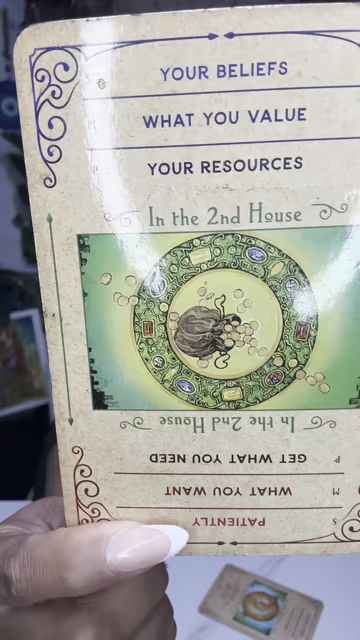 YOUR BELIEFS
WHAT YOU VALUE
YOUR RESOURCES
In the 2nd House
In the 2nd House
GET WHAT YOU NEED P
WHAT YOU WANT M
PATIENTLY S